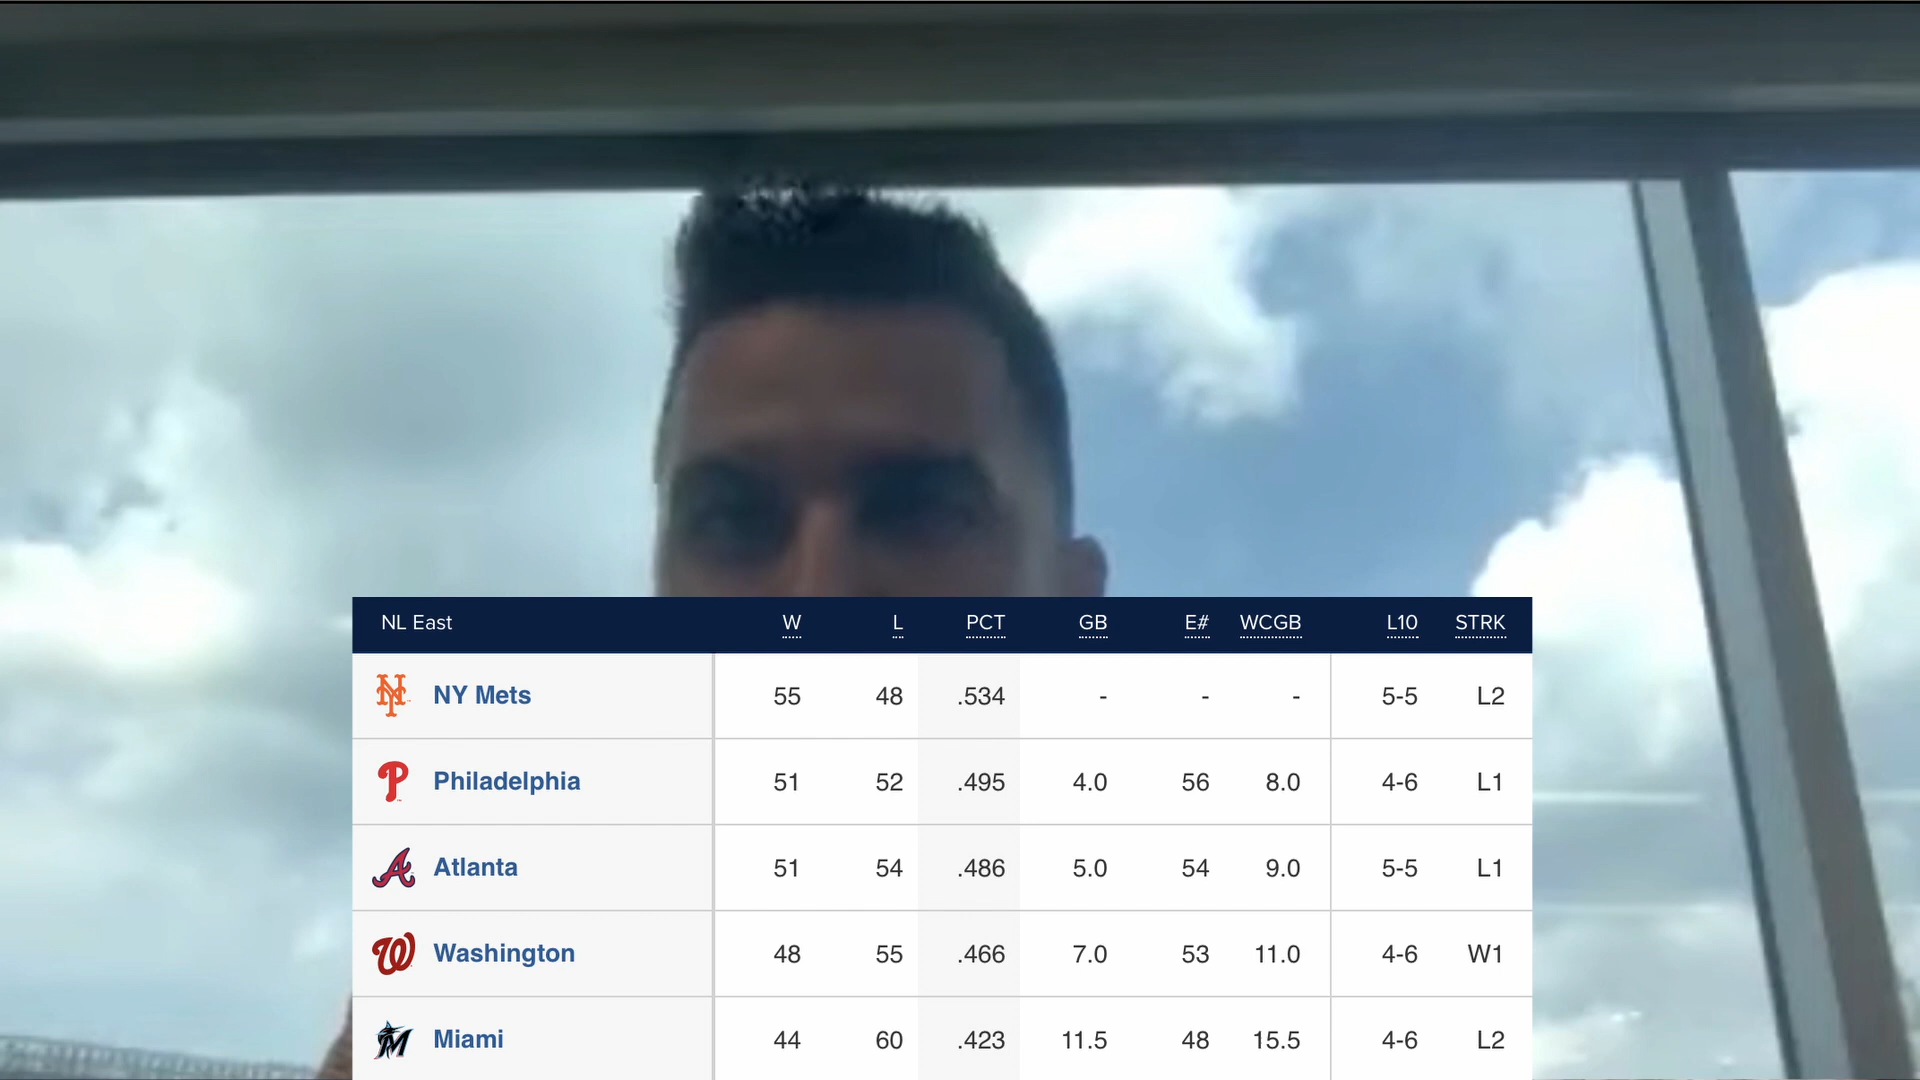 NL East W L PCT GB E# WCGB L10 STRK
NY Mets 55 48 .534 - - - 5-5 L2
Philadelphia 51 52 .495 4.0 56 8.0 4-6 L1
Atlanta 51 54 .486 5.0 54 9.0 5-5 L1
Washington 48 55 .466 7.0 53 11.0 4-6 W1
Miami 44 60 .423 11.5 48 15.5 4-6 L2